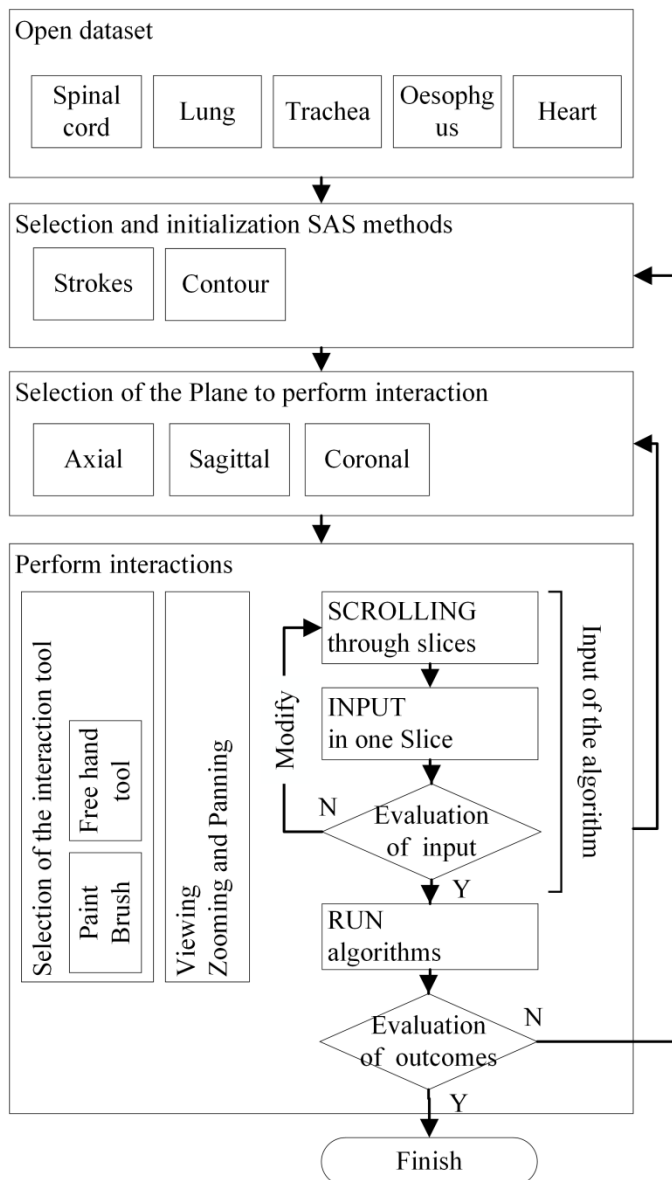 Open dataset
Spinal
cord
Lung
Trachea
Oesophg
us
Heart
Selection and initialization SAS methods
Strokes
Contour
Selection of the Plane to perform interaction
Axial
Sagittal
Coronal
Perform interactions
Selection of the interaction tool
Free hand
tool
Paint
Brush
Viewing
Zooming and Panning
SCROLLING
through slices
Modify
INPUT
in one Slice
N
Evaluation
of input
Y
Input of the algorithm
RUN
algorithms
Evaluation
of outcomes
N
Y
Finish